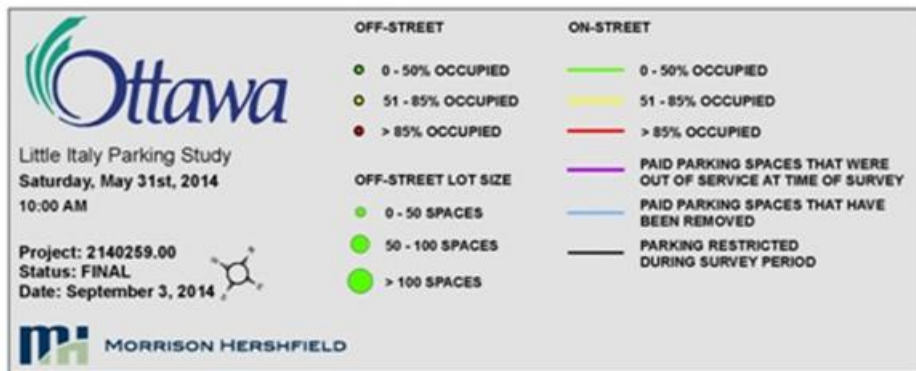 Ottawa
Little Italy Parking Study
Saturday, May 31st, 2014
10:00 AM
Project: 2140259.00
Status: FINAL
Date: September 3, 2014
MORRISON HERSHFIELD
OFF-STREET
0 - 50% OCCUPIED
51 - 85% OCCUPIED
> 85% OCCUPIED
OFF-STREET LOT SIZE
0 - 50 SPACES
50 - 100 SPACES
> 100 SPACES
ON-STREET
0 - 50% OCCUPIED
51 - 85% OCCUPIED
> 85% OCCUPIED
PAID PARKING SPACES THAT WERE
OUT OF SERVICE AT TIME OF SURVEY
PAID PARKING SPACES THAT HAVE
BEEN REMOVED
PARKING RESTRICTED
DURING SURVEY PERIOD